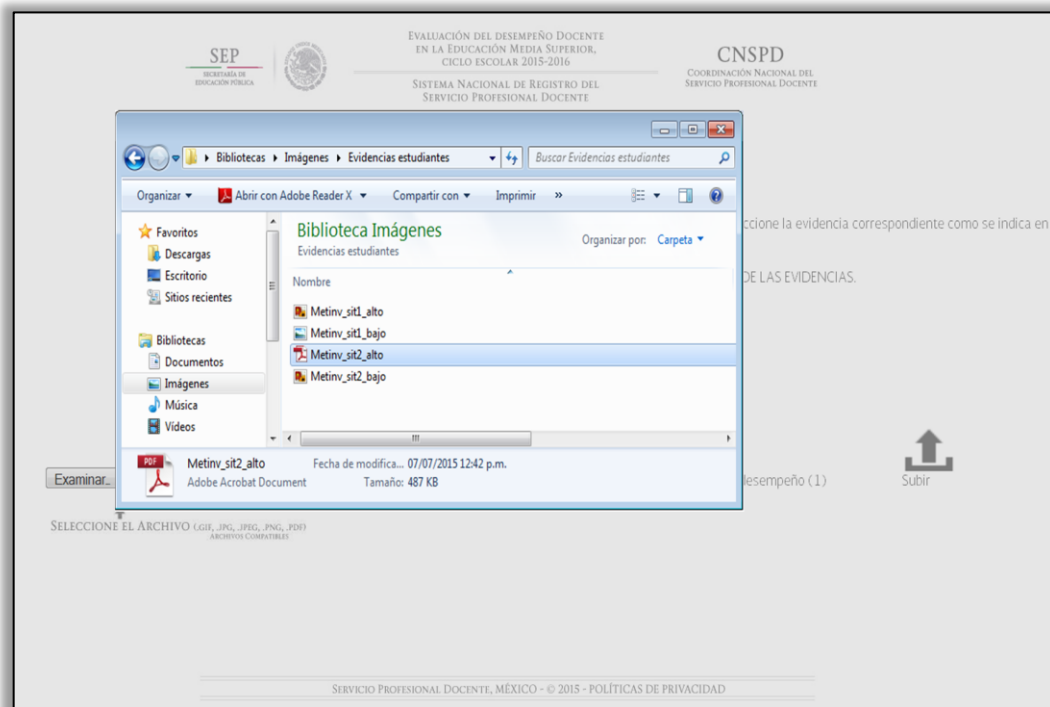 SEP
SECRETARÍA DE
EDUCACIÓN PÚBLICA
EVALUACIÓN DEL DESEMPEÑO DOCENTE
EN LA EDUCACIÓN MEDIA SUPERIOR,
CICLO ESCOLAR 2015-2016
SISTEMA NACIONAL DE REGISTRO DEL
SERVICIO PROFESIONAL DOCENTE
CNSPD
COORDINACIÓN NACIONAL DEL
SERVICIO PROFESIONAL DOCENTE
Bibliotecas Imágenes Evidencias estudiantes
Buscar Evidencias estudiantes
Organizar Abrir con Adobe Reader X Compartir con Imprimir »
Favoritos
Descargas
Escritorio
Sitios recientes
Bibliotecas
Documentos
Imágenes
Música
Vídeos
Biblioteca Imágenes
Evidencias estudiantes
Organizar por: Carpeta
Nombre
Metinv_sit1_alto
Metinv_sit1_bajo
Metinv_sit2_alto
Metinv_sit2_bajo
PDF
Metinv_sit2_alto Fecha de modifica... 07/07/2015 12:42 p.m.
Adobe Acrobat Document Tamaño: 487 KB
ccione la evidencia correspondiente como se indica en
DE LAS EVIDENCIAS.
Examinar..
desempeño (1)
Subir
SELECCIONE EL ARCHIVO (.GIF, .JPG, .JPEG, .PNG, .PDF)
ARCHIVOS COMPATIBLES
SERVICIO PROFESIONAL DOCENTE, MÉXICO - © 2015 - POLÍTICAS DE PRIVACIDAD